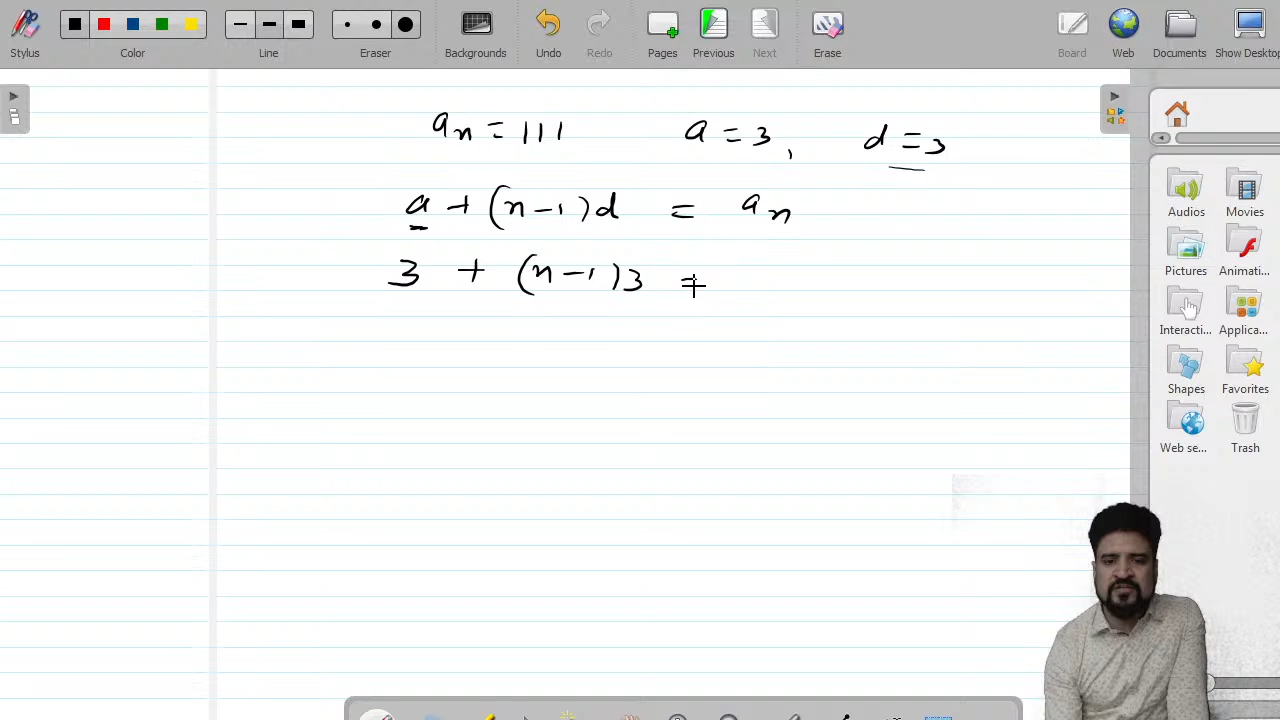 Stylus Color Line Eraser Backgrounds Undo Redo Pages Previous Next Erase Board Web Documents Show Deskto
an = 111 a = 3 , d = 3
a + (n-1)d = an
3 + (n-1)3 =
Audios Movies
Pictures Animati...
Interacti... Applica...
Shapes Favorites
Web se... Trash